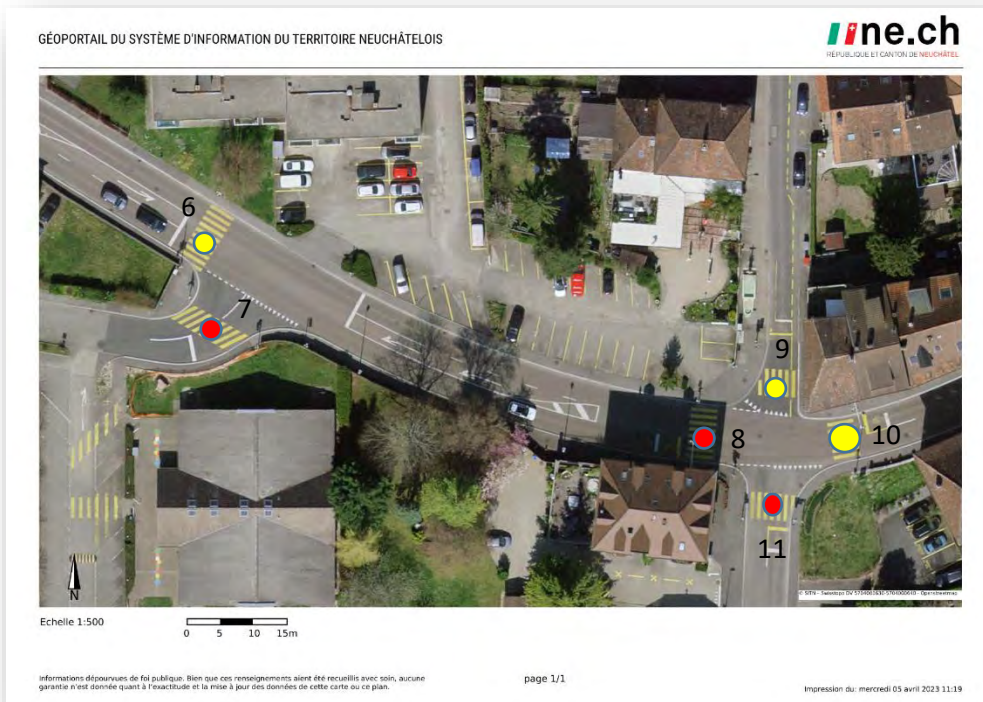 GÉOPORTAIL DU SYSTÈME D'INFORMATION DU TERRITOIRE NEUCHÂTELOIS
ne.ch
RÉPUBLIQUE ET CANTON DE NEUCHÂTEL
6
7
9
8
10
11
N
Echelle 1:500
0 5 10 15m
Informations dépourvues de foi publique. Bien que ces renseignements aient été recueillis avec soin, aucune
garantie n'est donnée quant à l'exactitude et la mise à jour des données de cette carte ou ce plan.
page 1/1
Impression du: mercredi 05 avril 2023 11:19